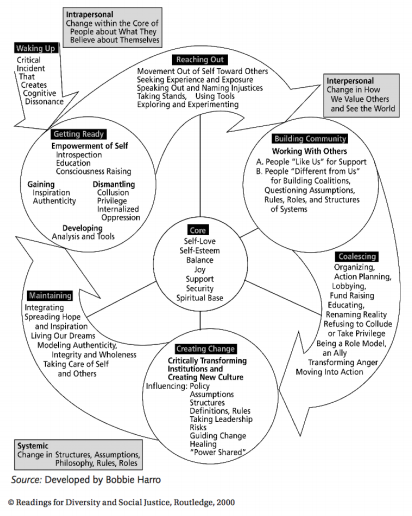 Intrapersonal
Change within the Core of
People about What They
Believe about Themselves
Waking Up
Critical
Incident
That
Creates
Cognitive
Dissonance
Reaching Out
Movement Out of Self Toward Others
Seeking Experience and Exposure
Speaking Out and Naming Injustices
Taking Stands, Using Tools
Exploring and Experimenting
Interpersonal
Change in How
We Value Others
and See the World
Getting Ready
Empowerment of Self
Introspection
Education
Consciousness Raising
Gaining
Inspiration
Authenticity
Dismantling
Collusion
Privilege
Internalized
Oppression
Developing
Analysis and Tools
Building Community
Working With Others
A. People "Like Us" for Support
B. People "Different from Us"
for Building Coalitions,
Questioning Assumptions,
Rules, Roles, and Structures
of Systems
Core
Self-Love
Self-Esteem
Balance
Joy
Support
Security
Spiritual Base
Coalescing
Organizing,
Action Planning,
Lobbying,
Fund Raising
Educating,
Renaming Reality
Refusing to Collude
or Take Privilege
Being a Role Model,
an Ally
Transforming Anger
Moving Into Action
Maintaining
Integrating
Spreading Hope
and Inspiration
Living Our Dreams
Modeling Authenticity,
Integrity and Wholeness
Taking Care of Self
and Others
Creating Change
Critically Transforming
Institutions and
Creating New Culture
Influencing: Policy
Assumptions
Structures
Definitions, Rules
Taking Leadership
Risks
Guiding Change
Healing
"Power Shared"
Systemic
Change in Structures, Assumptions,
Philosophy, Rules, Roles
Source: Developed by Bobbie Harro
© Readings for Diversity and Social Justice, Routledge, 2000